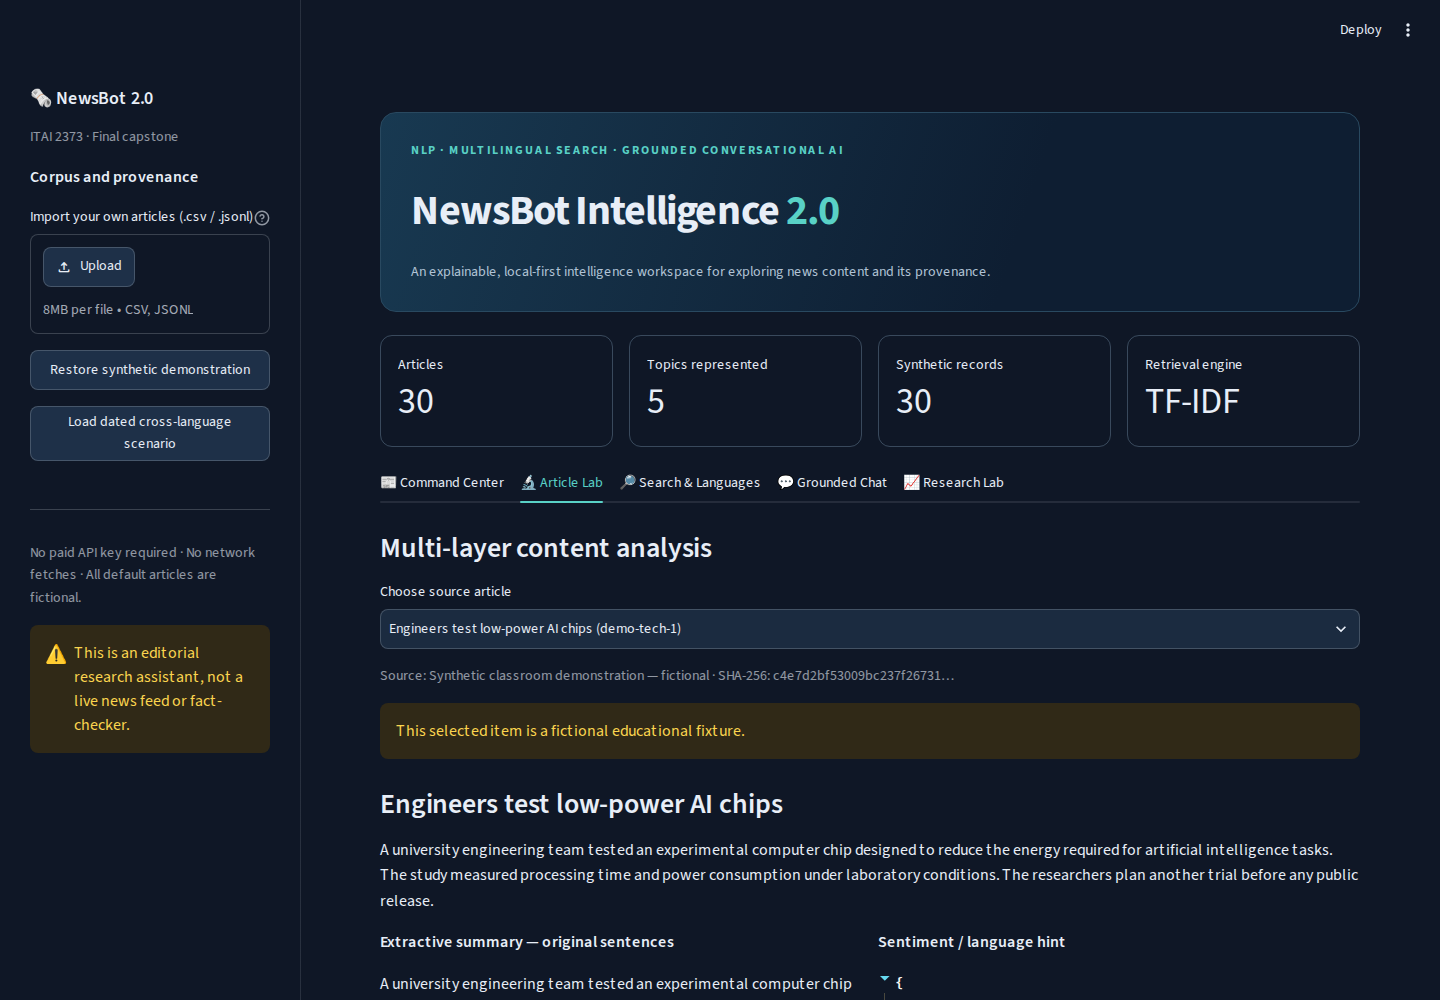 Deploy
🗞️ NewsBot 2.0
ITAI 2373 · Final capstone
Corpus and provenance
Import your own articles (.csv / .jsonl)
Upload
8MB per file • CSV, JSONL
Restore synthetic demonstration
Load dated cross-language
scenario
No paid API key required · No network
fetches · All default articles are
fictional.
⚠️ This is an editorial
research assistant, not a
live news feed or fact-
checker.
NLP · MULTILINGUAL SEARCH · GROUNDED CONVERSATIONAL AI
NewsBot Intelligence 2.0
An explainable, local-first intelligence workspace for exploring news content and its provenance.
Articles
30
Topics represented
5
Synthetic records
30
Retrieval engine
TF-IDF
📰 Command Center 🔬 Article Lab 🔎 Search & Languages 💬 Grounded Chat 📈 Research Lab
Multi-layer content analysis
Choose source article
Engineers test low-power AI chips (demo-tech-1)
Source: Synthetic classroom demonstration — fictional · SHA-256: c4e7d2bf53009bc237f26731…
This selected item is a fictional educational fixture.
Engineers test low-power AI chips
A university engineering team tested an experimental computer chip designed to reduce the energy required for artificial intelligence tasks.
The study measured processing time and power consumption under laboratory conditions. The researchers plan another trial before any public
release.
Extractive summary — original sentences
A university engineering team tested an experimental computer chip
Sentiment / language hint
{